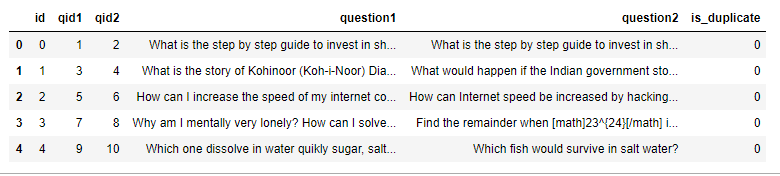 id qid1 qid2 question1 question2 is_duplicate
0 0 1 2 What is the step by step guide to invest in sh... What is the step by step guide to invest in sh... 0
1 1 3 4 What is the story of Kohinoor (Koh-i-Noor) Dia... What would happen if the Indian government sto... 0
2 2 5 6 How can I increase the speed of my internet co... How can Internet speed be increased by hacking... 0
3 3 7 8 Why am I mentally very lonely? How can I solve... Find the remainder when [math]23^{24}[/math] i... 0
4 4 9 10 Which one dissolve in water quikly sugar, salt... Which fish would survive in salt water? 0